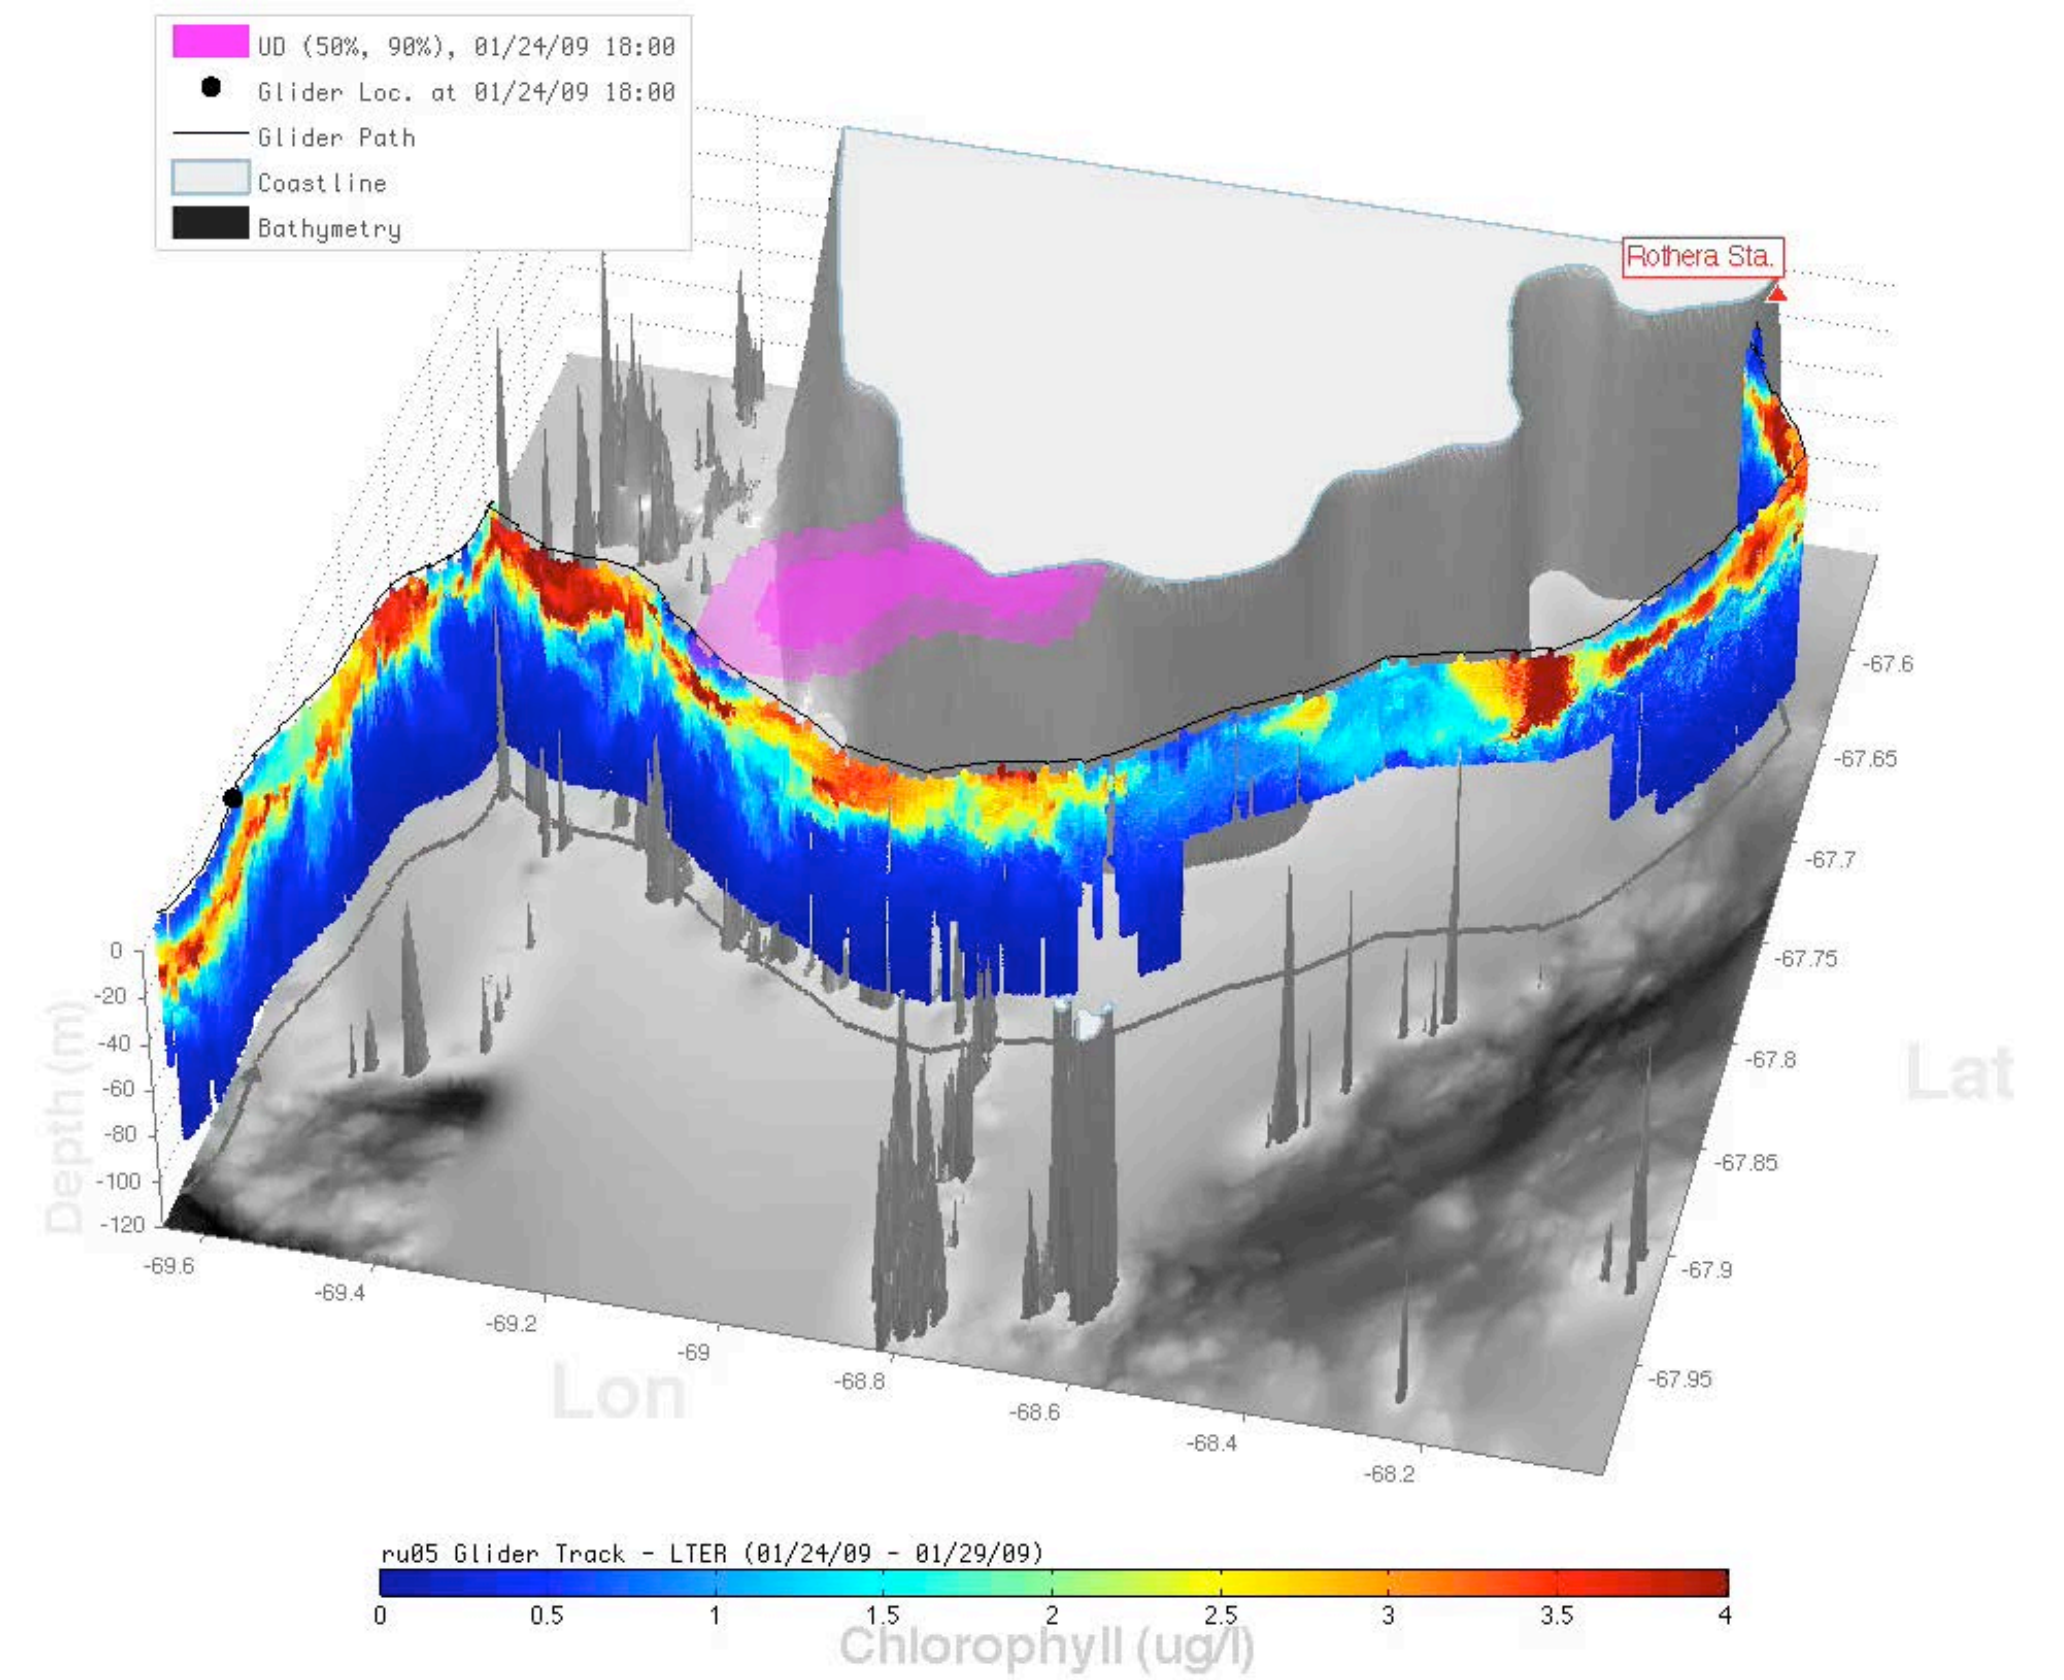 UD (50%, 90%), 01/24/09 18:00
Glider Loc. at 01/24/09 18:00
Glider Path
Coastline
Bathymetry
Rothera Sta.
-67.6
-67.65
-67.7
-67.75
-67.8
-67.85
-67.9
-67.95
Lat
0
-20
-40
-60
-80
-100
-120
Depth (m)
-69.6
-69.4
-69.2
-69
-68.8
-68.6
-68.4
-68.2
Lon
ru05 Glider Track - LTER (01/24/09 - 01/29/09)
0 0.5 1 1.5 2 2.5 3 3.5 4
Chlorophyll (ug/l)